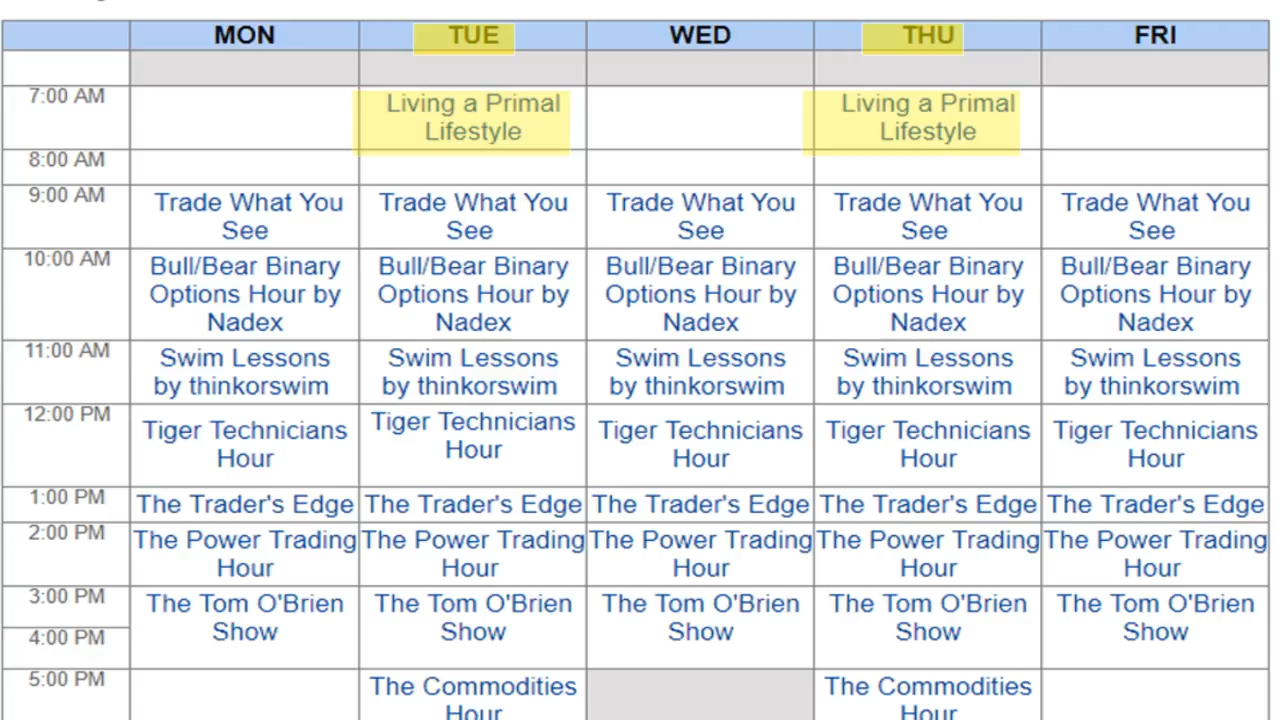 MON TUE WED THU FRI
7:00 AM
Living a Primal Living a Primal
Lifestyle Lifestyle
8:00 AM
9:00 AM
Trade What You Trade What You Trade What You Trade What You Trade What You
See See See See See
10:00 AM
Bull/Bear Binary Bull/Bear Binary Bull/Bear Binary Bull/Bear Binary Bull/Bear Binary
Options Hour by Options Hour by Options Hour by Options Hour by Options Hour by
Nadex Nadex Nadex Nadex Nadex
11:00 AM
Swim Lessons Swim Lessons Swim Lessons Swim Lessons Swim Lessons
by thinkorswim by thinkorswim by thinkorswim by thinkorswim by thinkorswim
12:00 PM
Tiger Technicians Tiger Technicians Tiger Technicians Tiger Technicians Tiger Technicians
Hour Hour Hour Hour Hour
1:00 PM The Trader's Edge The Trader's Edge The Trader's Edge The Trader's Edge The Trader's Edge
2:00 PM The Power Trading The Power Trading The Power Trading The Power Trading The Power Trading
Hour Hour Hour Hour Hour
3:00 PM The Tom O'Brien The Tom O'Brien The Tom O'Brien The Tom O'Brien The Tom O'Brien
4:00 PM Show Show Show Show Show
5:00 PM The Commodities The Commodities
Hour Hour